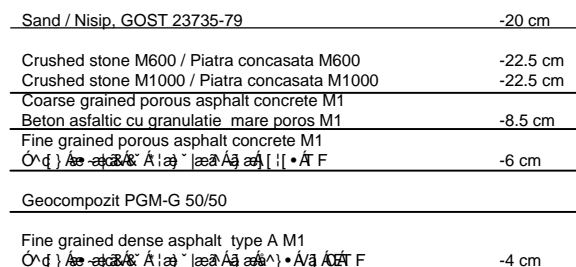 Sand / Nisip, GOST 23735-79 -20 cm
Crushed stone M600 / Piatra concasata M600 -22.5 cm
Crushed stone M1000 / Piatra concasata M1000 -22.5 cm
Coarse grained porous asphalt concrete M1
Beton asfaltic cu granulatie mare poros M1 -8.5 cm
Fine grained porous asphalt concrete M1
-6 cm
Geocompozit PGM-G 50/50
Fine grained dense asphalt type A M1
-4 cm